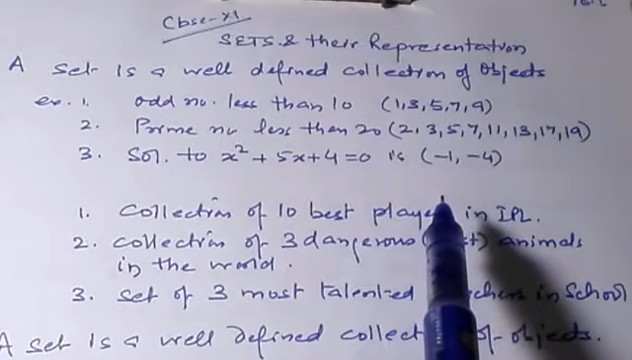 Cbse-XI
SETS & their Representation
A set is a well defined collection of Objects
ex. 1. odd no. less than 10 (1,3,5,7,9)
2. Prime no less then 20 (2,3,5,7,11,13,17,19)
3. Sol. to x² + 5x+4=0 is (-1,-4)
1. Collection of 10 best playe in IPL.
2. collection of 3 dangerous ( t) animals
in the world.
3. set of 3 most talented chers in School
A set is a well defined collect of objects.